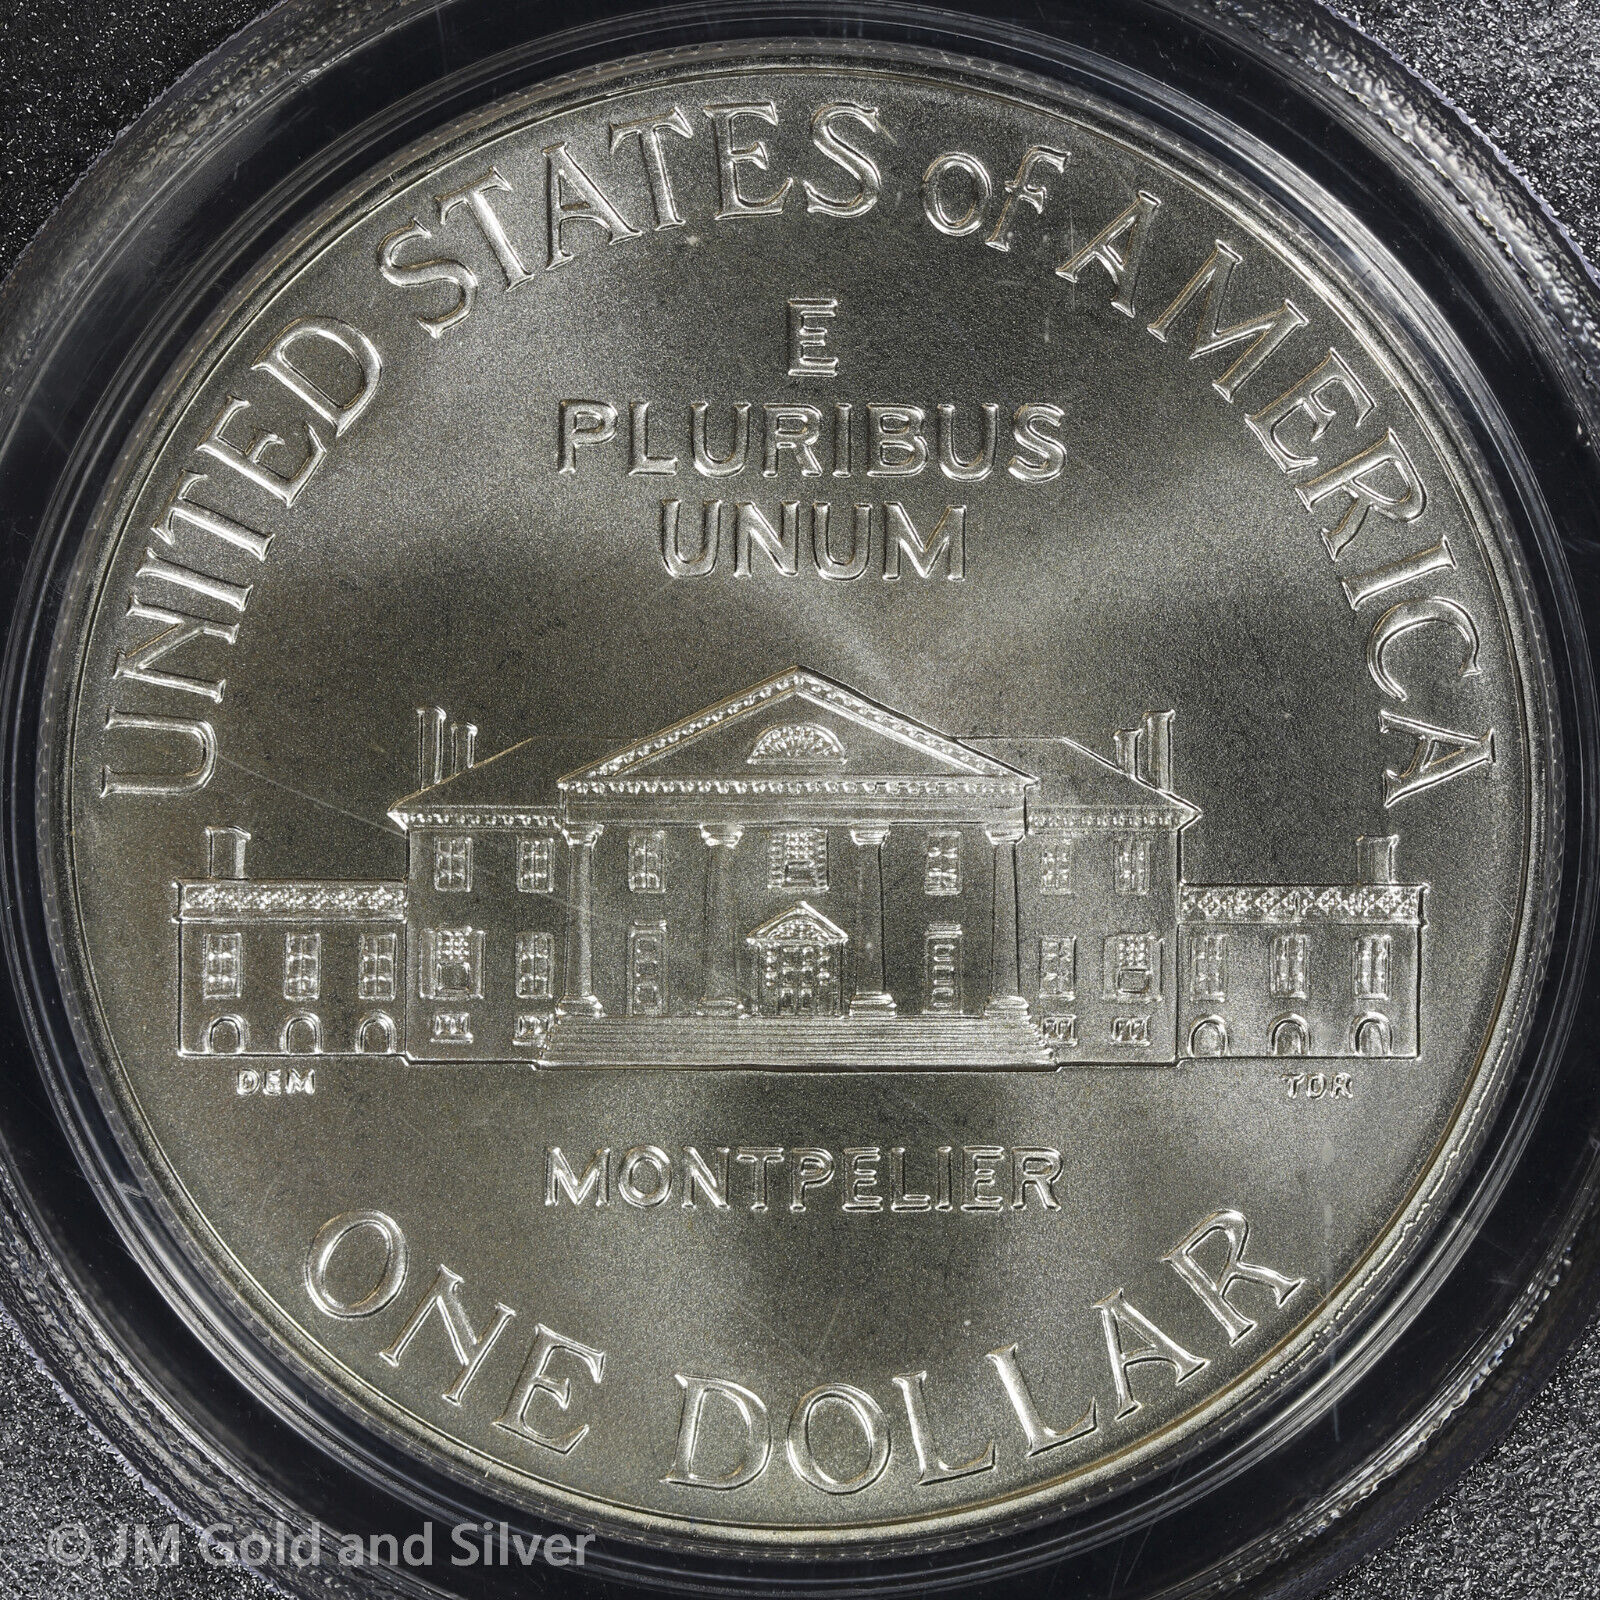 UNITED STATES OF AMERICA
E
PLURIBUS
UNUM
DEM
TDR
MONTPELIER
ONE DOLLAR
© JM Gold and Silver